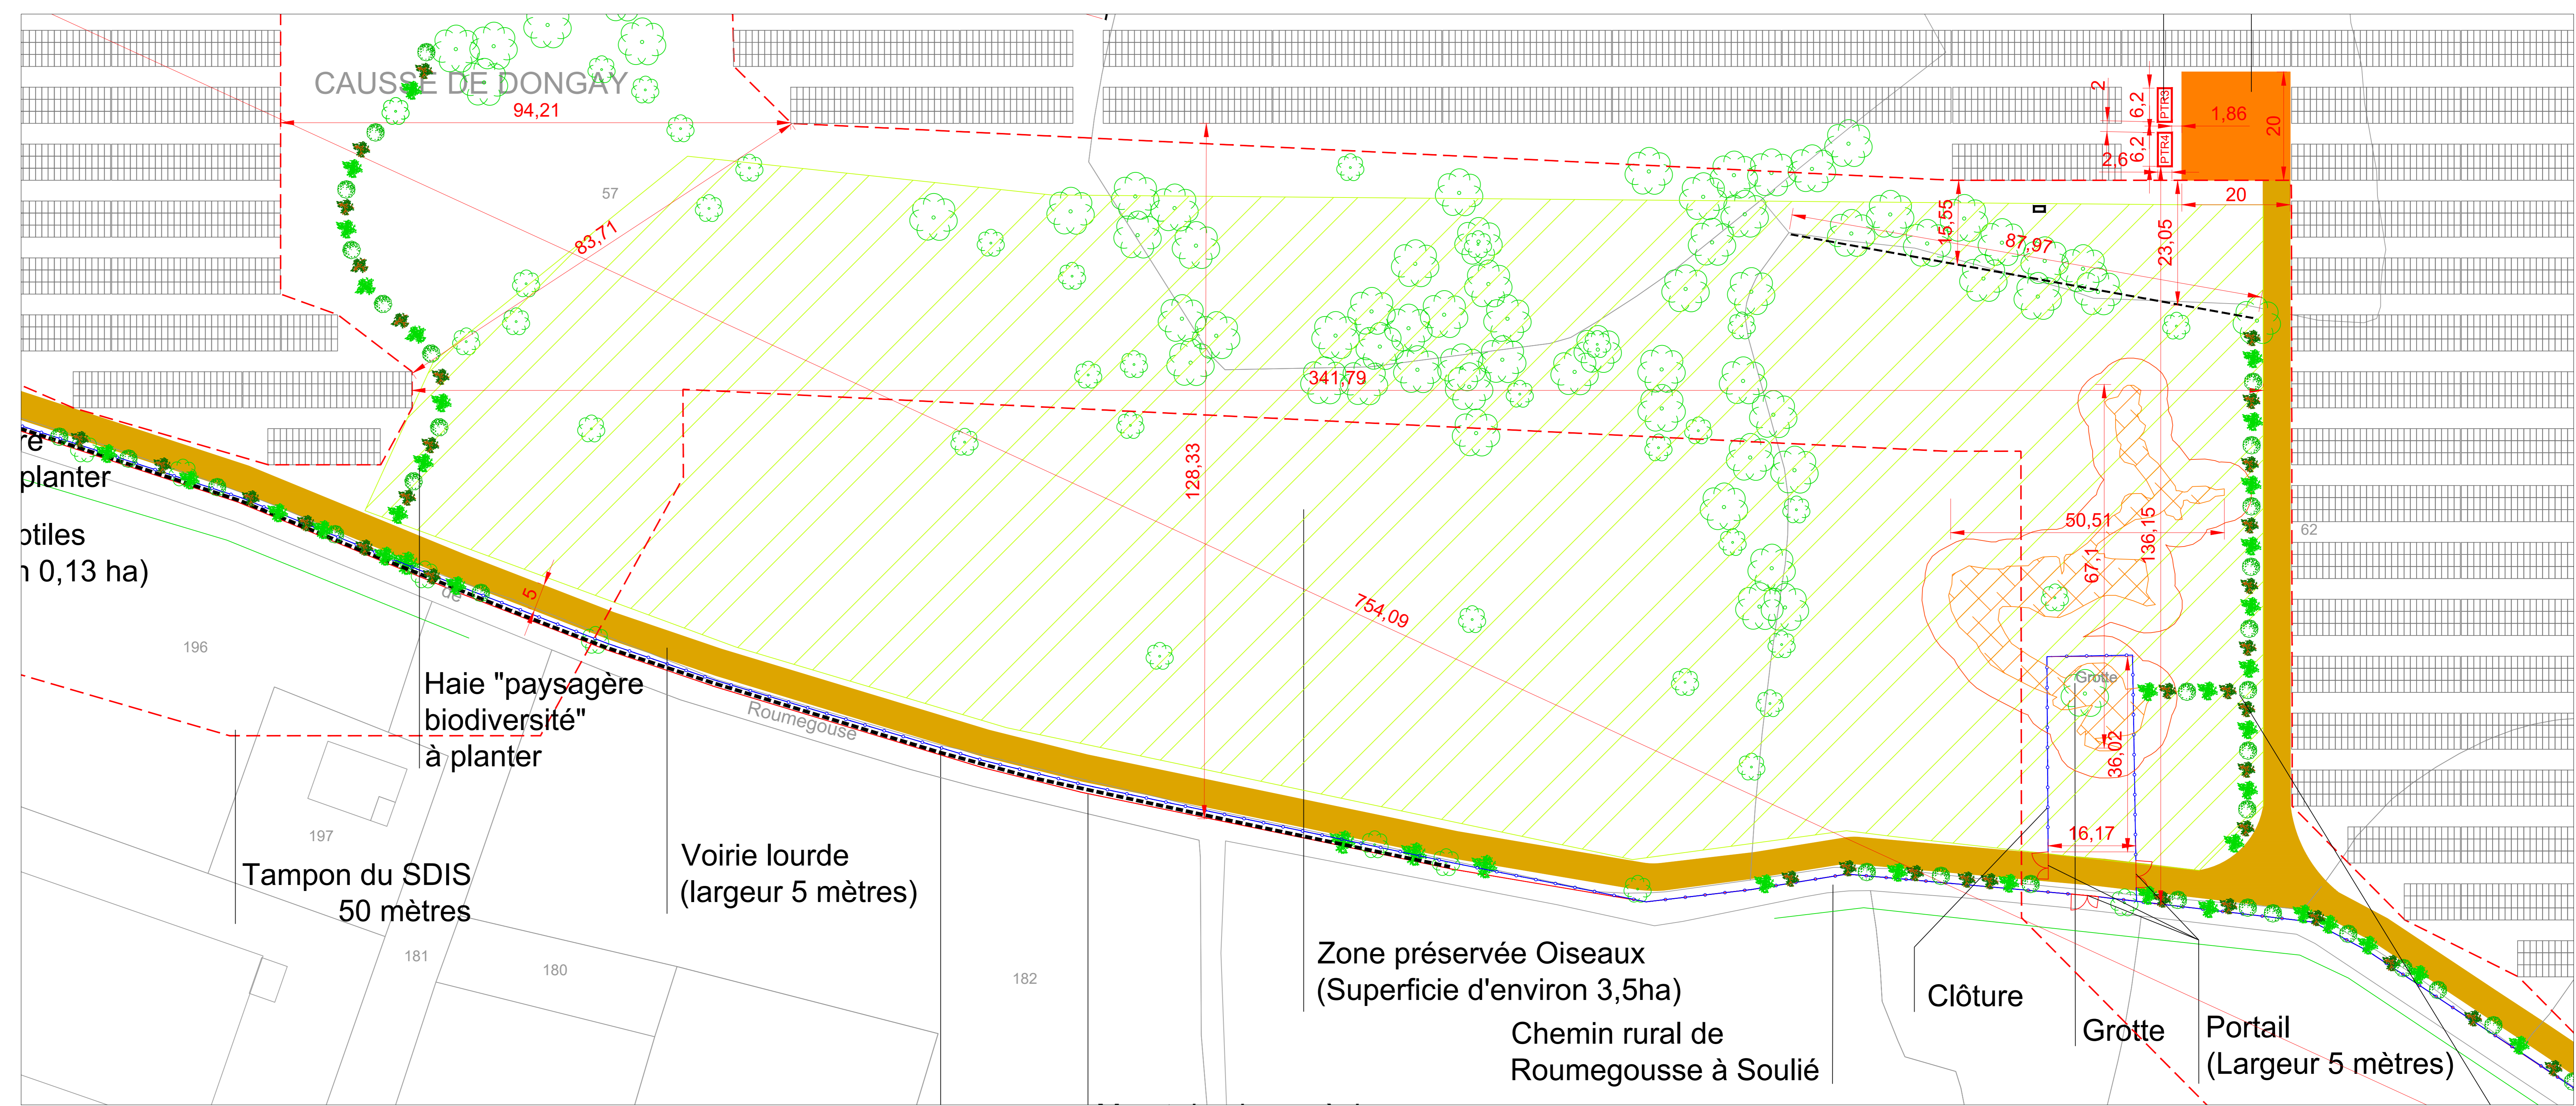 CAUSSE DE DONGAY
94,21
57
83,71
2
6,2
PTR3
1,86
20
2,6
6,2
PTR4
20
15,55
87,97
23,05
341,79
128,33
754,09
50,51
136,15
67,1
62
Grotte
36,02
16,17
re
planter
ptiles
0,13 ha)
5
de
Roumegouse
196
197
181
180
182
Haie "paysagère
biodiversité"
à planter
Tampon du SDIS
50 mètres
Voirie lourde
(largeur 5 mètres)
Zone préservée Oiseaux
(Superficie d'environ 3,5ha)
Chemin rural de
Roumegousse à Soulié
Clôture
Grotte
Portail
(Largeur 5 mètres)